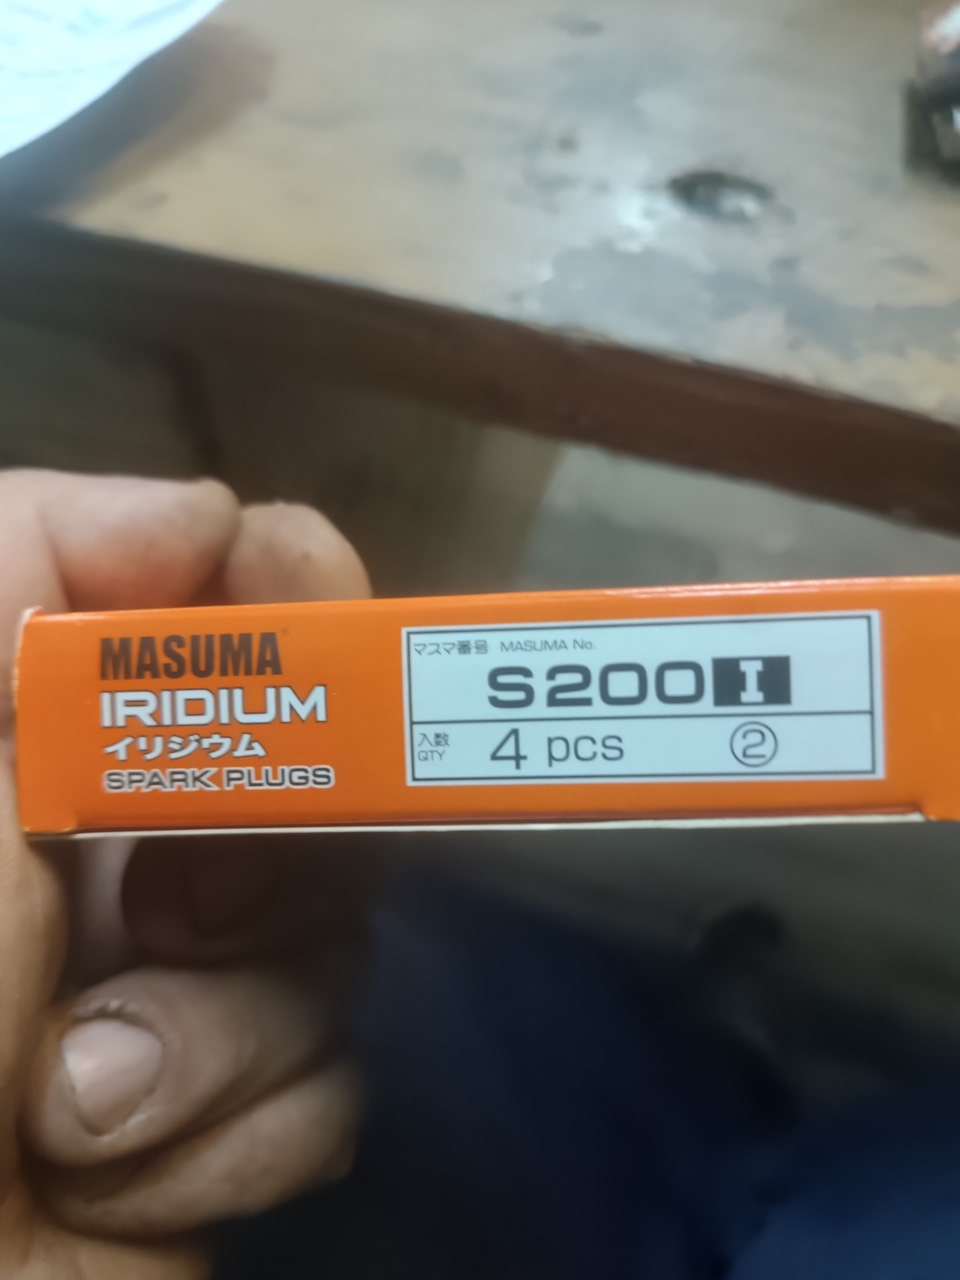 MASUMA
IRIDIUM
イリジウム
SPARK PLUGS
マスマ番号 MASUMA No.
S200 I
入数
QTY
4 pcs ②